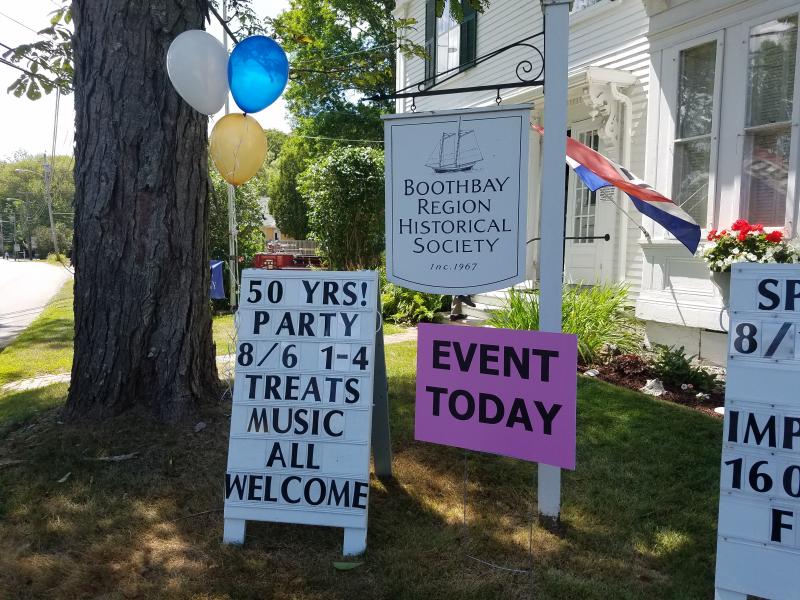 BOOTHBAY
REGION
HISTORICAL
SOCIETY
Inc. 1967
50 YRS!
PARTY
8/6 1-4
TREATS
MUSIC
ALL
WELCOME
EVENT
TODAY
SP
8/
IMP
160
F